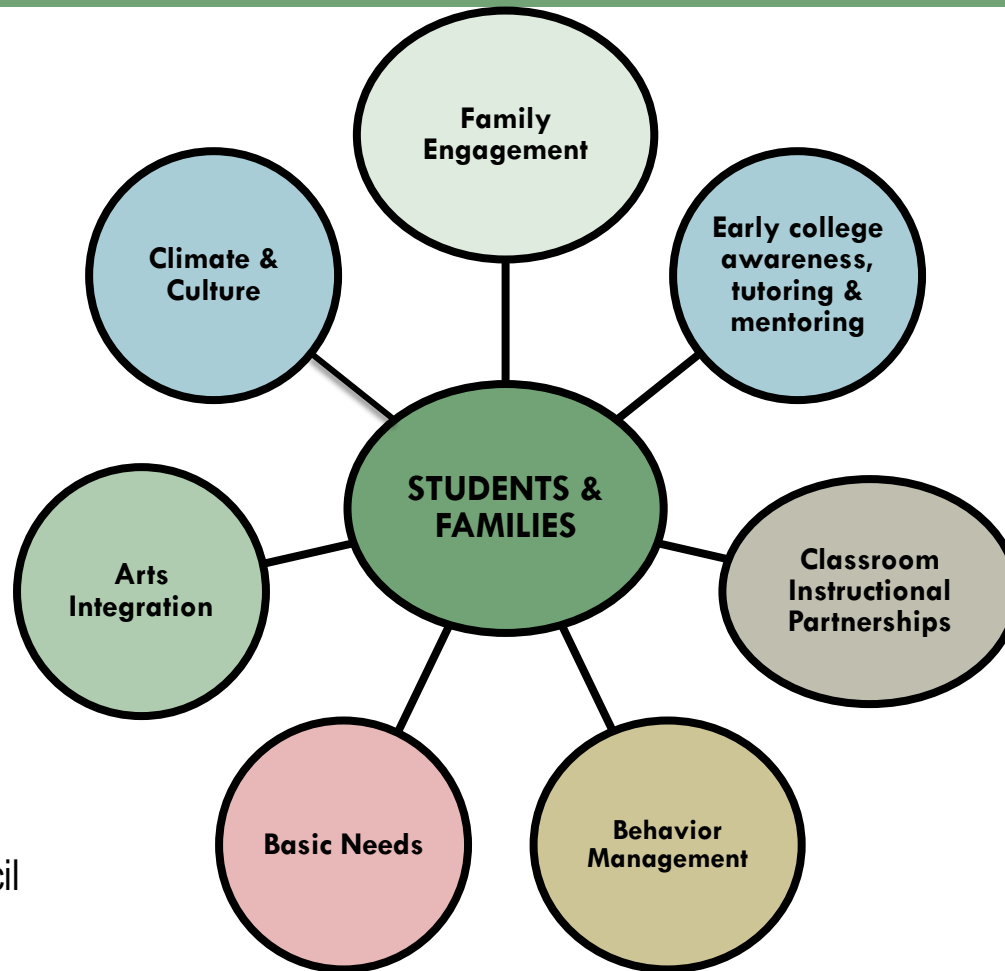 Family
Engagement
Climate &
Culture
Early college
awareness,
tutoring &
mentoring
STUDENTS &
FAMILIES
Arts
Integration
Classroom
Instructional
Partnerships
Basic Needs
Behavior
Management